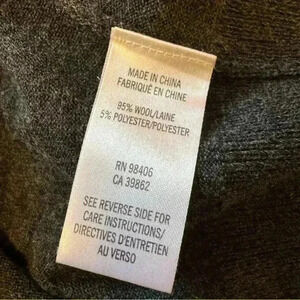 MADE IN CHINA
FABRIQUÉ EN CHINE
95% WOOL/LAINE
5% POLYESTER/POLYESTER
RN 98406
CA 39862
SEE REVERSE SIDE FOR
CARE INSTRUCTIONS/
DIRECTIVES D'ENTRETIEN
AU VERSO